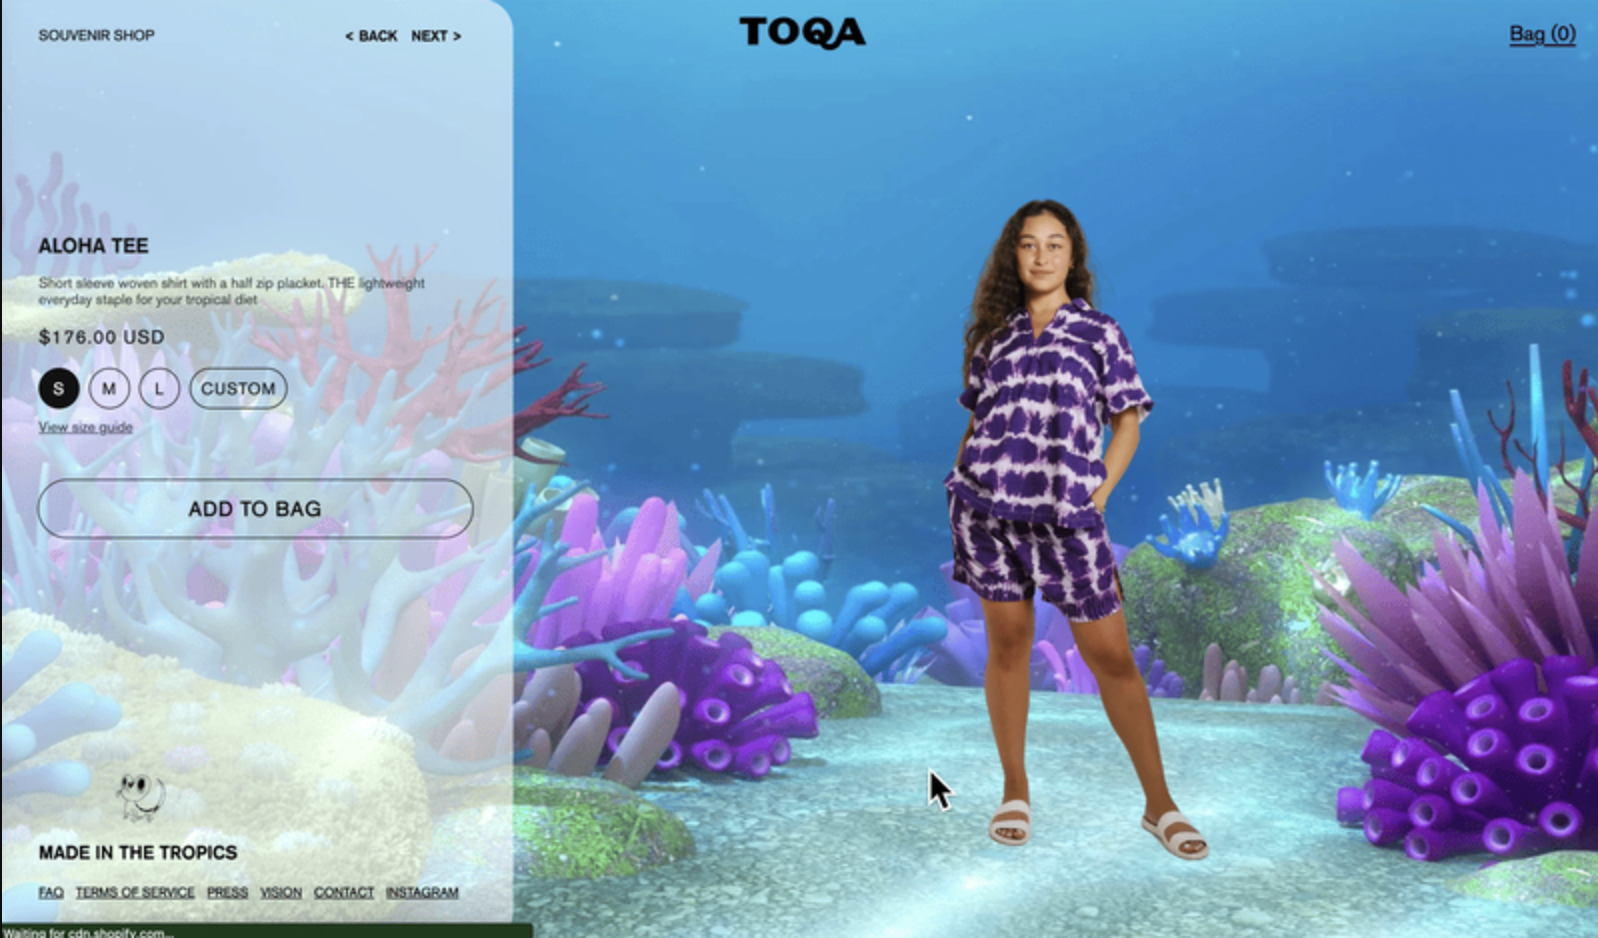 SOUVENIR SHOP
< BACK NEXT >
TOQA
Bag (0)
ALOHA TEE
Short sleeve woven shirt with a half zip placket. THE lightweight
everyday staple for your tropical diet
$176.00 USD
S M L CUSTOM
View size guide
ADD TO BAG
MADE IN THE TROPICS
FAQ TERMS OF SERVICE PRESS VISION CONTACT INSTAGRAM
Waiting for cdn.shopify.com...